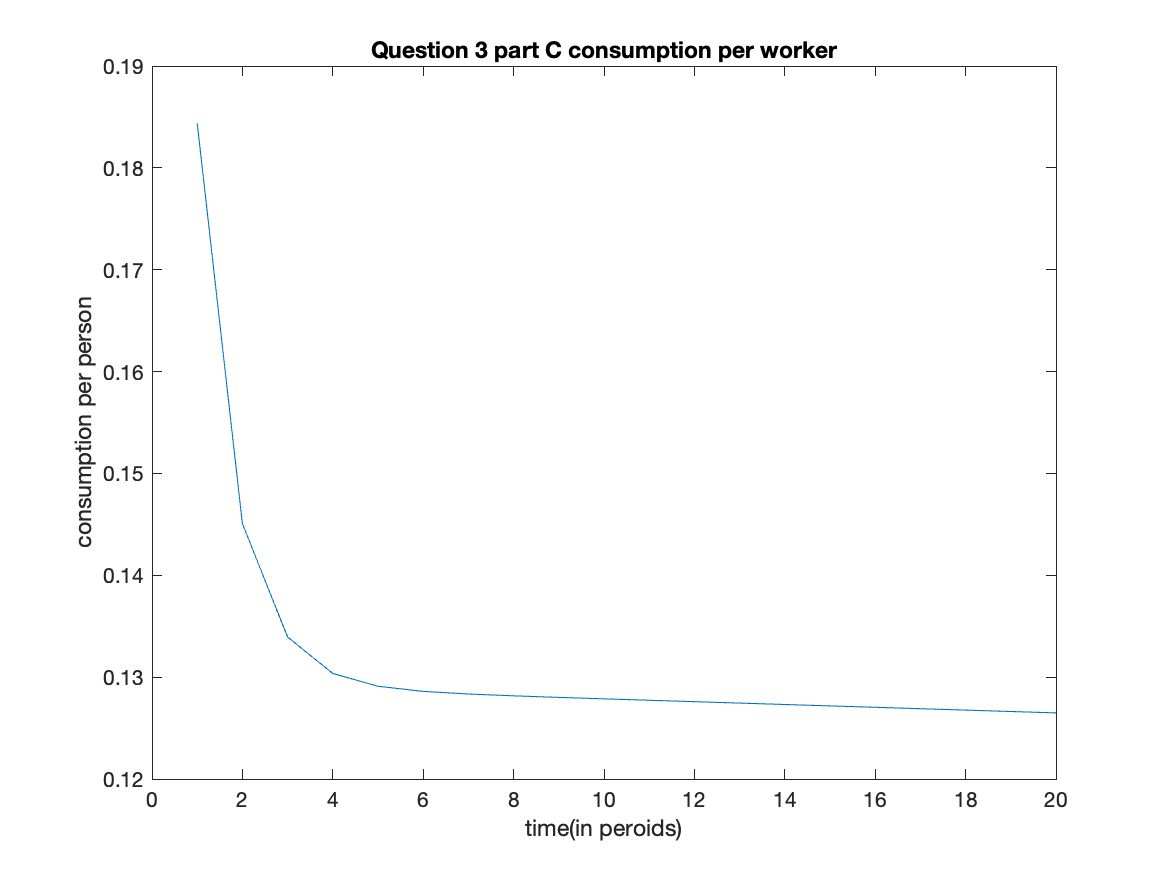 Question 3 part C consumption per worker
0.19
0.18
0.17
0.16
0.15
0.14
0.13
0.12
consumption per person
0 2 4 6 8 10 12 14 16 18 20
time(in peroids)